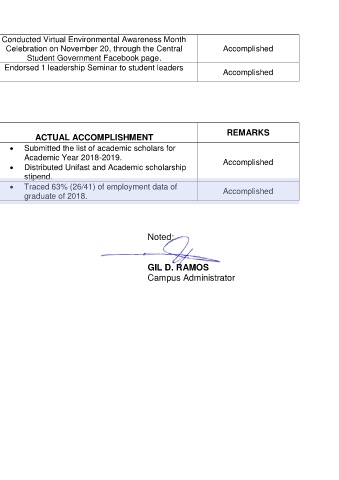 Conducted Virtual Environmental Awareness Month
Celebration on November 20, through the Central
Student Government Facebook page.
Accomplished
Endorsed 1 leadership Seminar to student leaders
Accomplished
ACTUAL ACCOMPLISHMENT
REMARKS
• Submitted the list of academic scholars for
Academic Year 2018-2019.
• Distributed Unifast and Academic scholarship
stipend.
Accomplished
• Traced 63% (26/41) of employment data of
graduate of 2018.
Accomplished
Noted:
GIL D. RAMOS
Campus Administrator